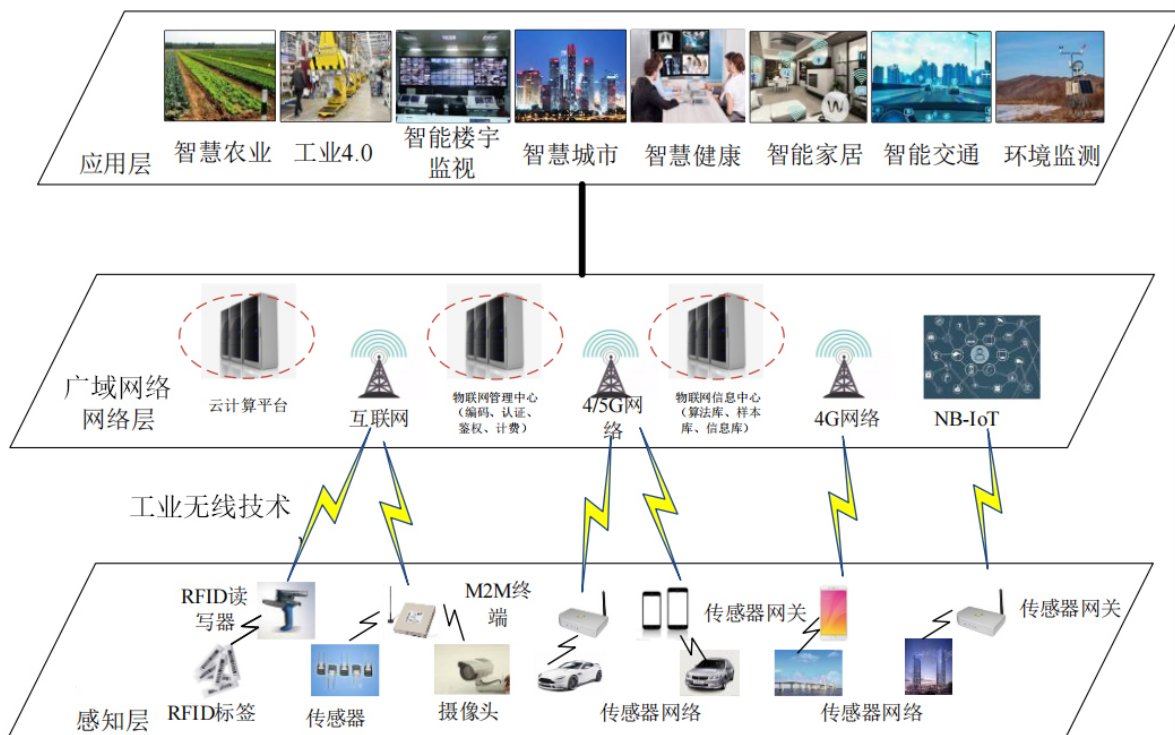 智慧农业
工业4.0
智能楼宇
监视
智慧城市
智慧健康
智能家居
智能交通
环境监测
应用层
广域网络
网络层
云计算平台
互联网
物联网管理中心
（编码、认证、
鉴权、计费）
4/5G网
络
物联网信息中心
（算法库、样本
库、信息库）
4G网络
NB-IoT
工业无线技术
RFID读
写器
M2M终
端
传感器网关
传感器网关
RFID标签
传感器
摄像头
传感器网络
传感器网络
感知层
W